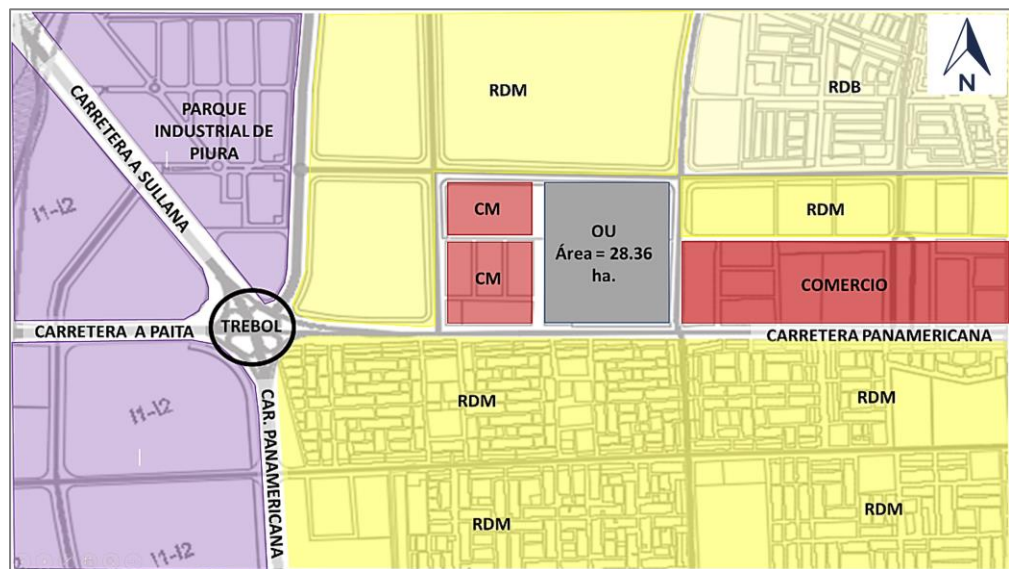 RDM
RDB
N
PARQUE
INDUSTRIAL DE
PIURA
CARRETERA A SULLANA
I1-I2
CM
OU
Área = 28.36
ha.
RDM
CM
COMERCIO
TREBOL
CARRETERA A PAITA
CARRETERA PANAMERICANA
I1-I2
CAR. PANAMERICANA
RDM
RDM
RDM
RDM
I1-I2